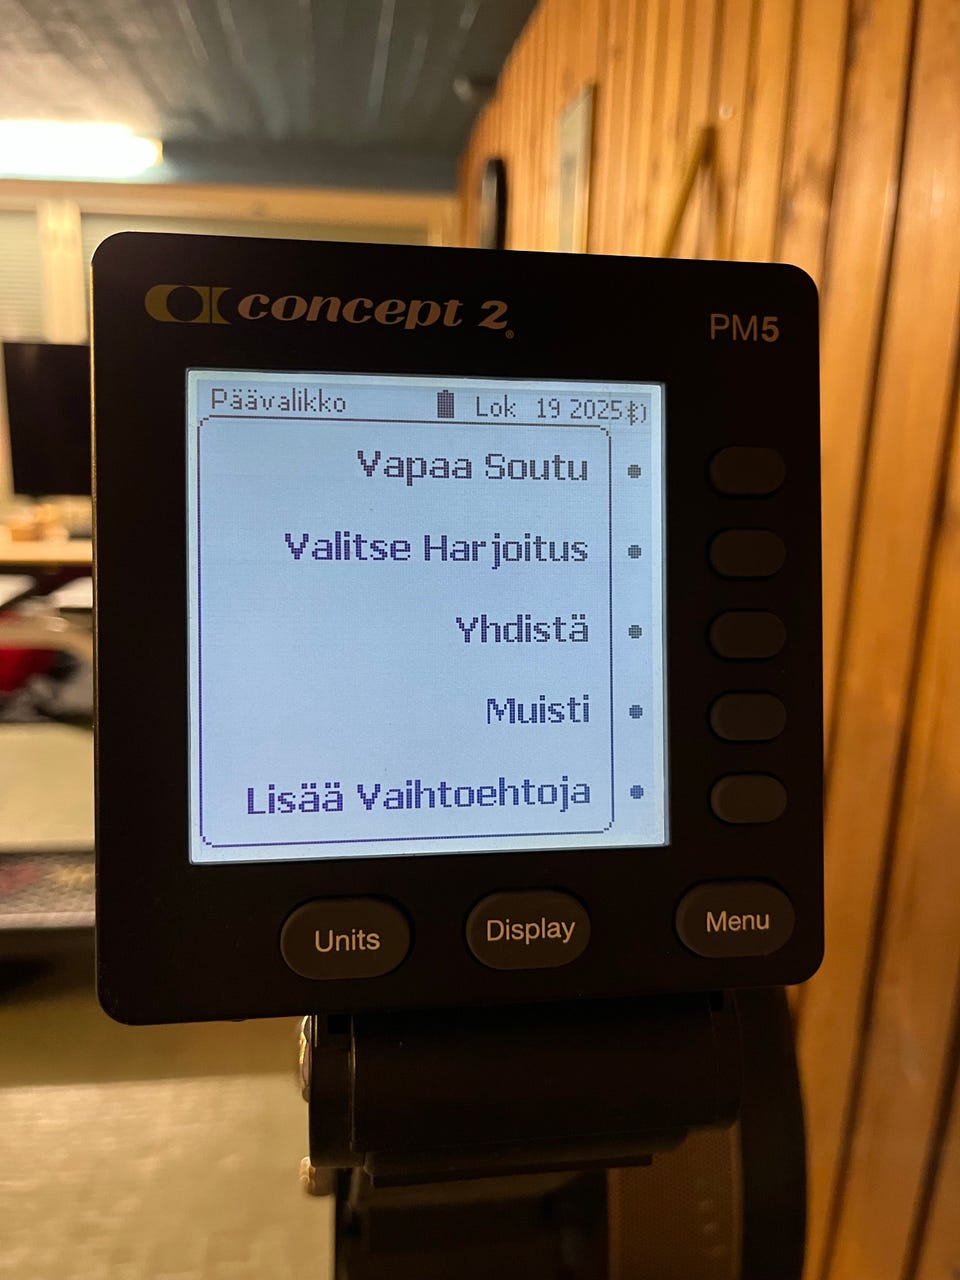 concept 2®
PM5
Päävalikko Lok 19 2025
Vapaa Soutu
Valitse Harjoitus
Yhdistä
Muisti
Lisää Vaihtoehtoja
Units Display Menu